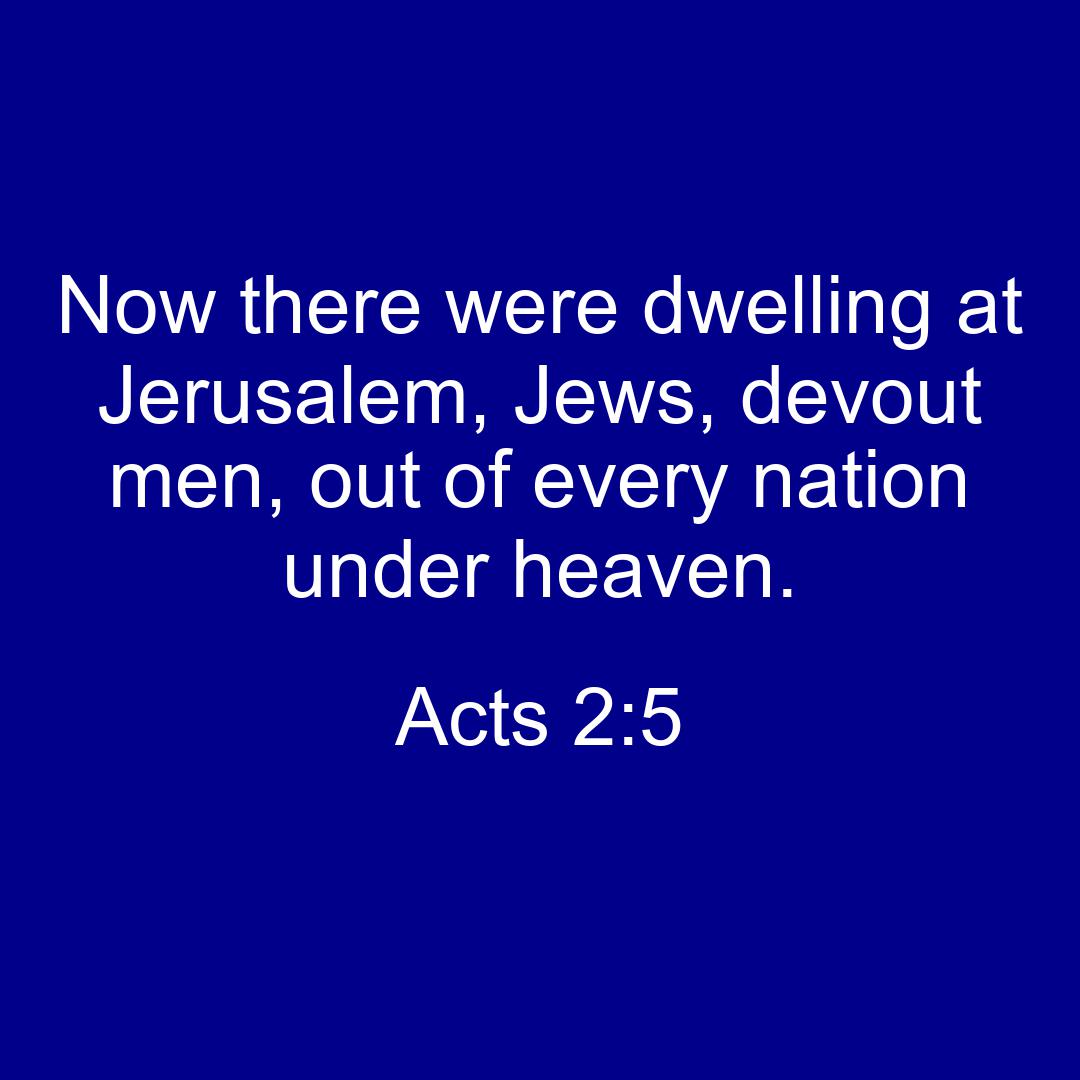 Now there were dwelling at
Jerusalem, Jews, devout
men, out of every nation
under heaven.
Acts 2:5